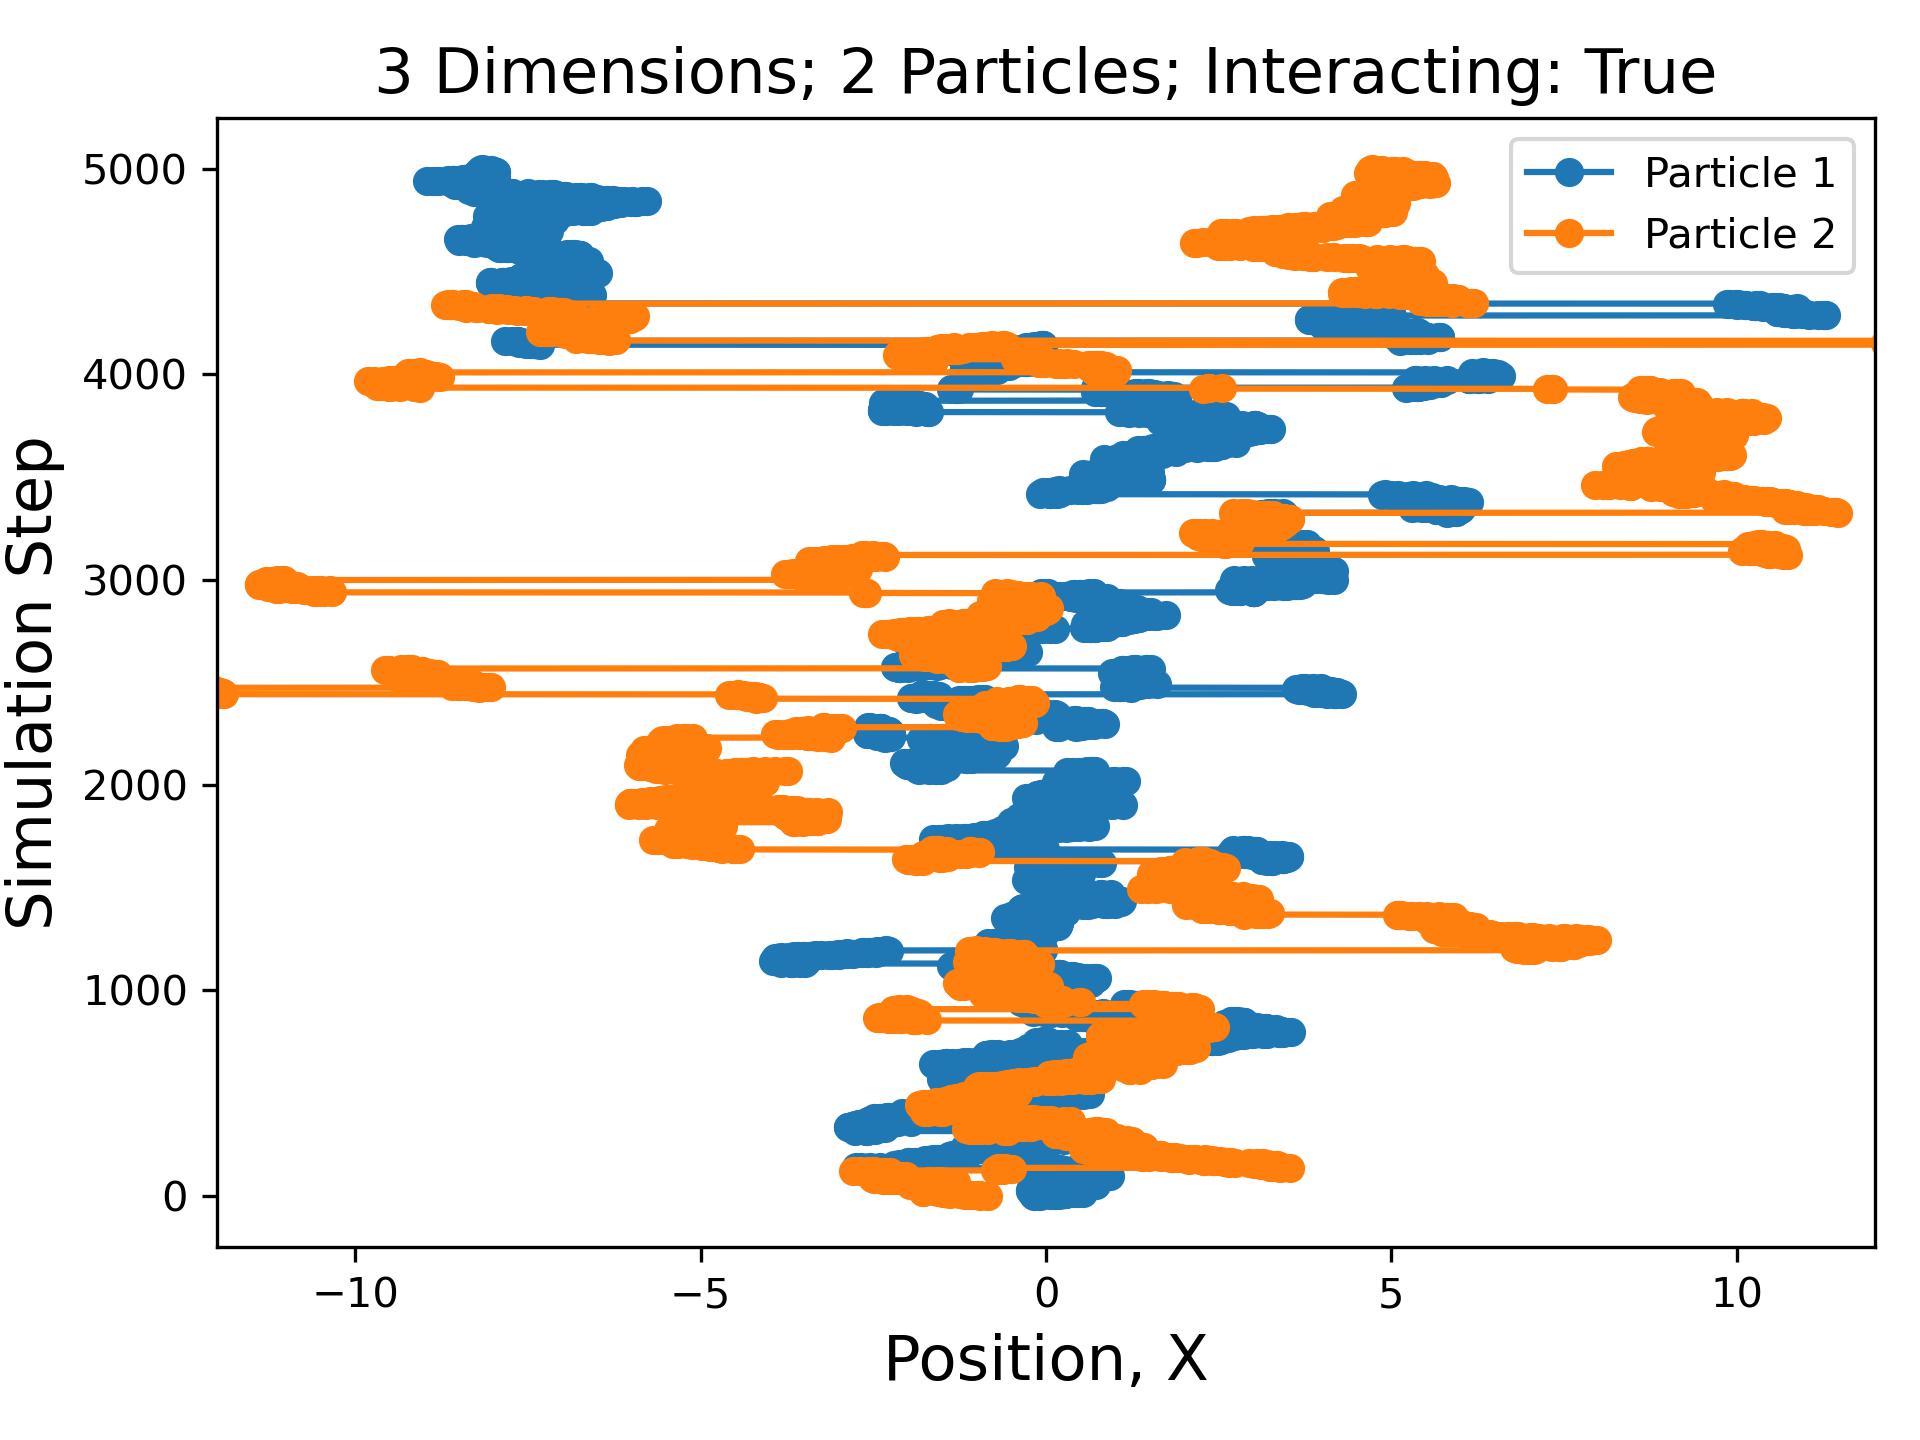 3 Dimensions; 2 Particles; Interacting: True
Particle 1
Particle 2
Simulation Step
5000
4000
3000
2000
1000
0
−10
−5
0
5
10
Position, X